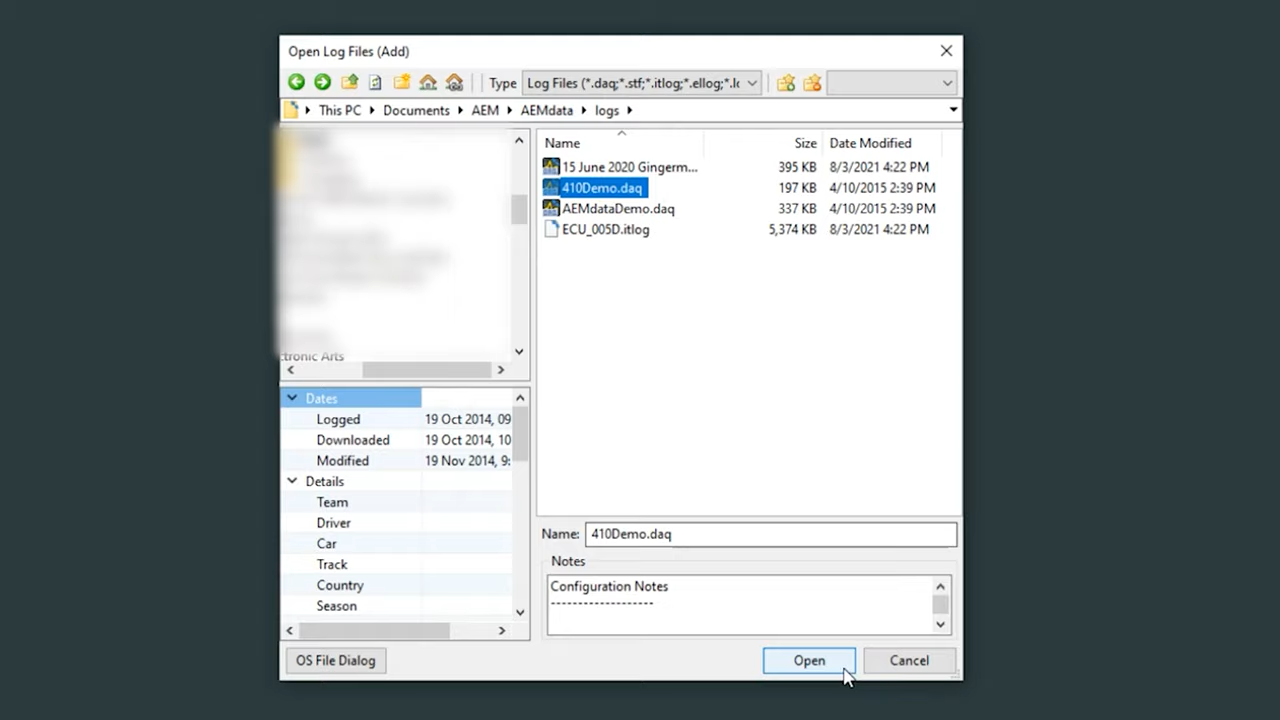 Open Log Files (Add)
Type Log Files (*.daq;*.stf;*.itlog;*.ellog;*.lc
This PC Documents AEM AEMdata logs
Name Size Date Modified
15 June 2020 Gingerm... 395 KB 8/3/2021 4:22 PM
410Demo.daq 197 KB 4/10/2015 2:39 PM
AEMdataDemo.daq 337 KB 4/10/2015 2:39 PM
ECU_005D.itlog 5,374 KB 8/3/2021 4:22 PM
ctronic Arts
Dates
Logged 19 Oct 2014, 09
Downloaded 19 Oct 2014, 10
Modified 19 Nov 2014, 9:
Details
Team
Driver
Car
Track
Country
Season
Name: 410Demo.daq
Notes
Configuration Notes
-------------------
OS File Dialog
Open
Cancel